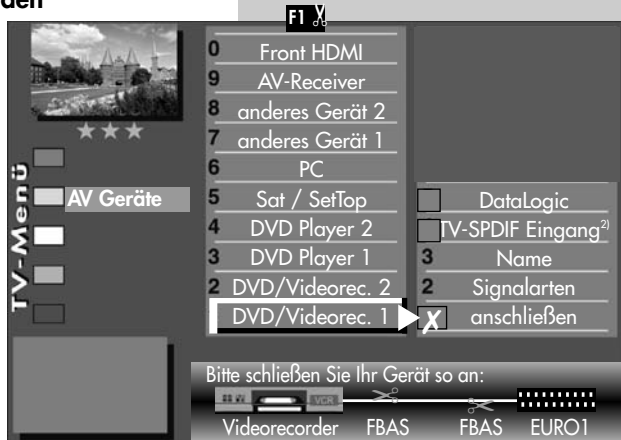 den
F1
0 Front HDMI
9 AV-Receiver
8 anderes Gerät 2
7 anderes Gerät 1
6 PC
5 Sat / SetTop
4 DVD Player 2
3 DVD Player 1
2 DVD/Videorec. 2
DVD/Videorec. 1
TV-Menü
AV Geräte
DataLogic
TV-SPDIF Eingang2)
3 Name
2 Signalarten
X anschließen
Bitte schließen Sie Ihr Gerät so an:
VCR
Videorecorder FBAS FBAS EURO1